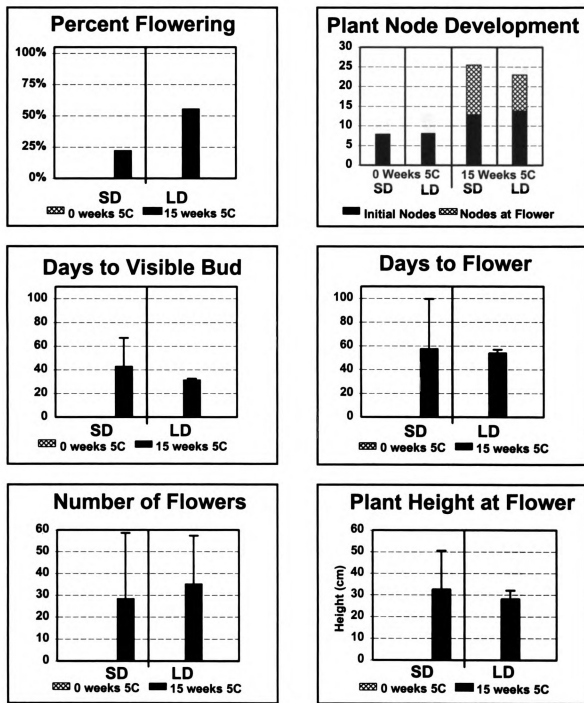 Percent Flowering
100%
75%
50%
25%
0%
SD LD
0 weeks 5C 15 weeks 5C
Plant Node Development
30
25
20
15
10
5
0
0 Weeks 5C 15 Weeks 5C
SD LD SD LD
Initial Nodes Nodes at Flower
Days to Visible Bud
100
80
60
40
20
0
SD LD
0 weeks 5C 15 weeks 5C
Days to Flower
100
80
60
40
20
0
SD LD
0 weeks 5C 15 weeks 5C
Number of Flowers
60
50
40
30
20
10
0
SD LD
0 weeks 5C 15 weeks 5C
Plant Height at Flower
Height (cm)
60
50
40
30
20
10
0
SD LD
0 weeks 5C 15 weeks 5C